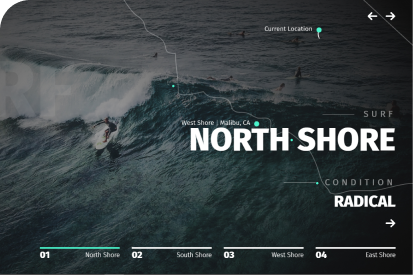 Current Location
SURF
West Shore | Malibu, CA
NORTH SHORE
CONDITION
RADICAL
01 North Shore
02 South Shore
03 West Shore
04 East Shore